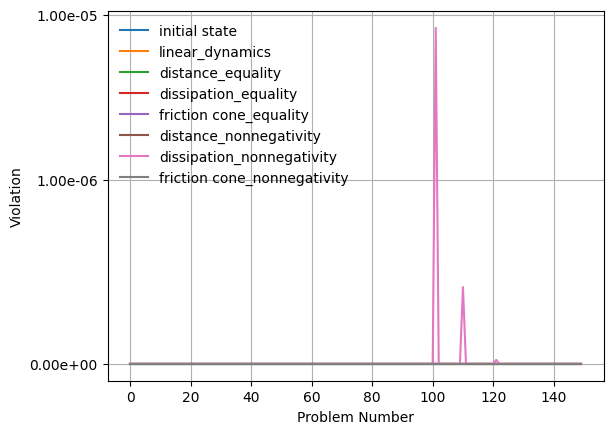 1.00e-05
initial state
linear_dynamics
distance_equality
dissipation_equality
friction cone_equality
distance_nonnegativity
dissipation_nonnegativity
friction cone_nonnegativity
Violation
1.00e-06
0.00e+00
0 20 40 60 80 100 120 140
Problem Number